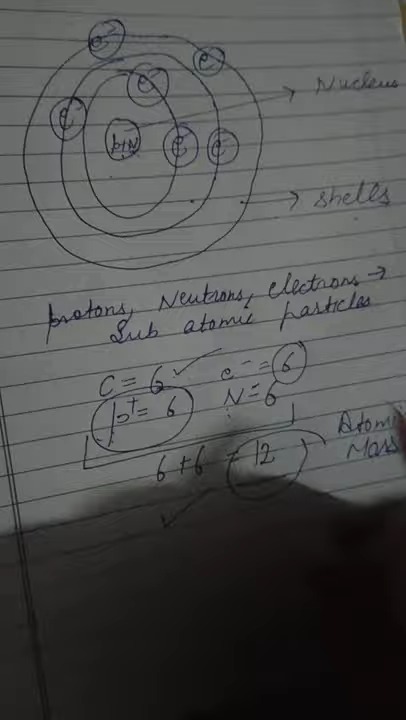 e⁻
e⁻
e⁻
Nucleus
e⁻
p+N
e⁻
e⁻
shells
protons, Neutrons, electrons →
Sub atomic particles
C = 6 ✓ e⁻ = 6
p⁺ = 6 N = 6
Atomic
Mass
6 + 6 = 12